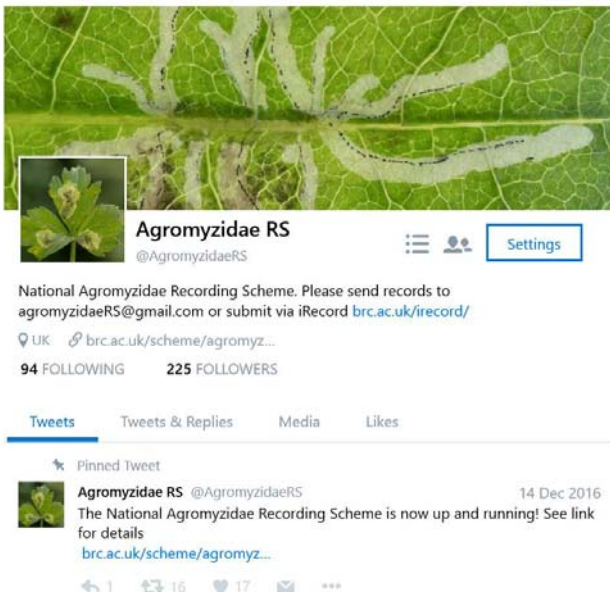 Agromyzidae RS
@AgromyzidaeRS
Settings
National Agromyzidae Recording Scheme. Please send records to
agromyzidaeRS@gmail.com or submit via iRecord brc.ac.uk/irecord/
UK brc.ac.uk/scheme/agromyz...
94 FOLLOWING 225 FOLLOWERS
Tweets Tweets & Replies Media Likes
Pinned Tweet
Agromyzidae RS @AgromyzidaeRS 14 Dec 2016
The National Agromyzidae Recording Scheme is now up and running! See link
for details
brc.ac.uk/scheme/agromyz...
1 16 17